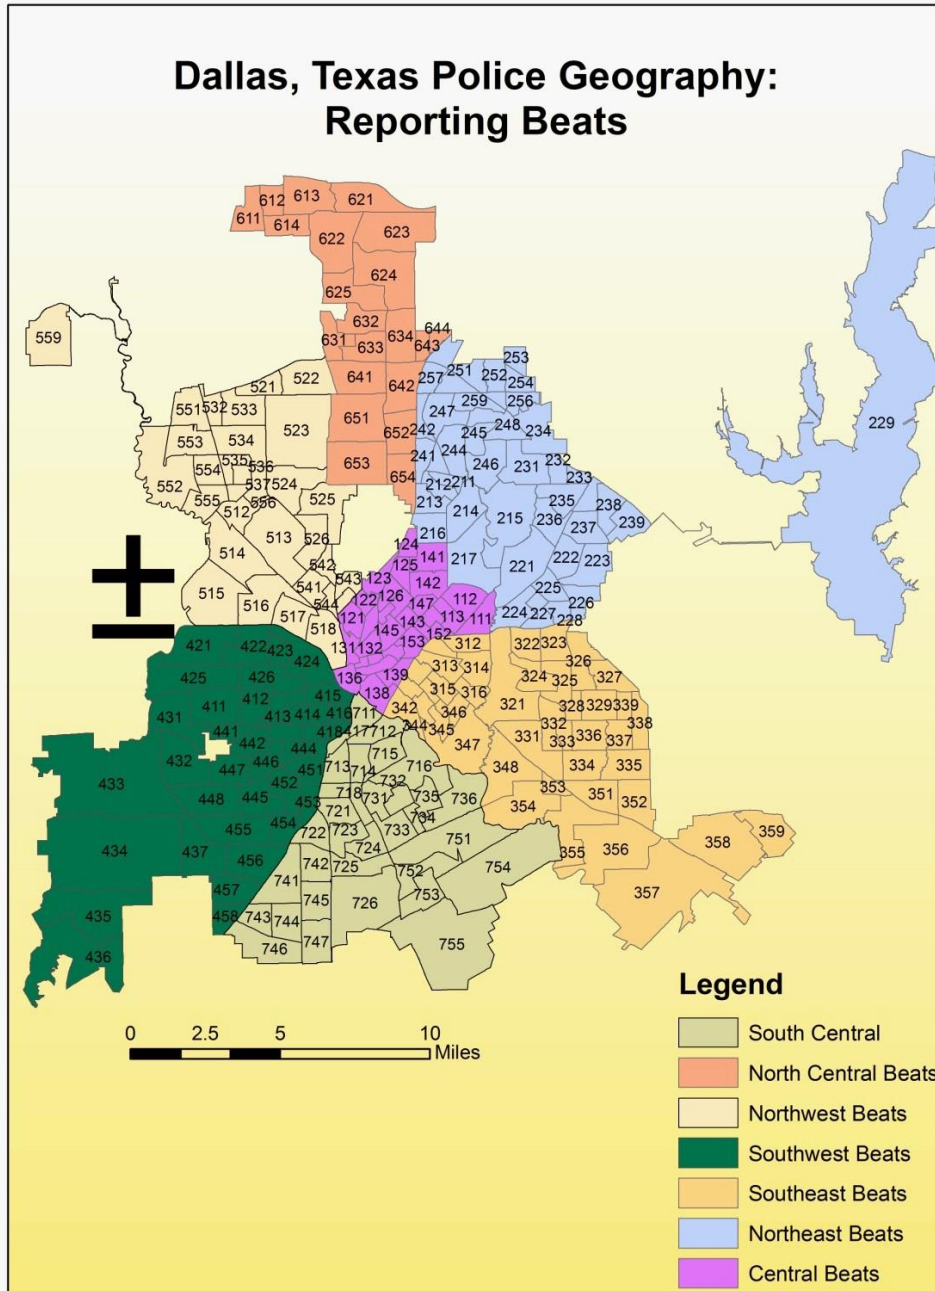 Dallas, Texas Police Geography:
Reporting Beats
612 613 621
611 614
622 623
624
625
559
632
631 633 634 644
643
641 642
651
652
653 654
521 522
551 532 533
523
553 534
554 535 536
552 537 524
555 556 525
512
513 526
514
542
515 541 543
516 544
517
518
253
257 251 252 254
259 256
247
242 245 248 234
241 244
246 231 232
212 211 233
213 235 238
214 215 236 237 239
216
217 221 222 223
225
224 227 226
228
229
124 141
125
123 142
122 126 112
121 147
143 113 111
145 152
131 132 153
136 139
138
421 422 423
424
425 426
411 412 415
431 413 414 416
441 418 417
432 442 444
446
433 447 451
452
448 445 453
454
455
434 437 456
457
435 458
436
312 322 323
313 314 324 326
325 327
315 316 321
342 346 328 329 339
344 345 332 338
331 333 336 337
347
348 334 335
353 351 352
354
355 356 358 359
357
711
712
713 714 715 716
718 732
731 735 736
721 734
722 723 733
724 751
742 725 752 754
741 753
745 726
743 744
746 747 755
0 2.5 5 10
Miles
Legend
South Central
North Central Beats
Northwest Beats
Southwest Beats
Southeast Beats
Northeast Beats
Central Beats